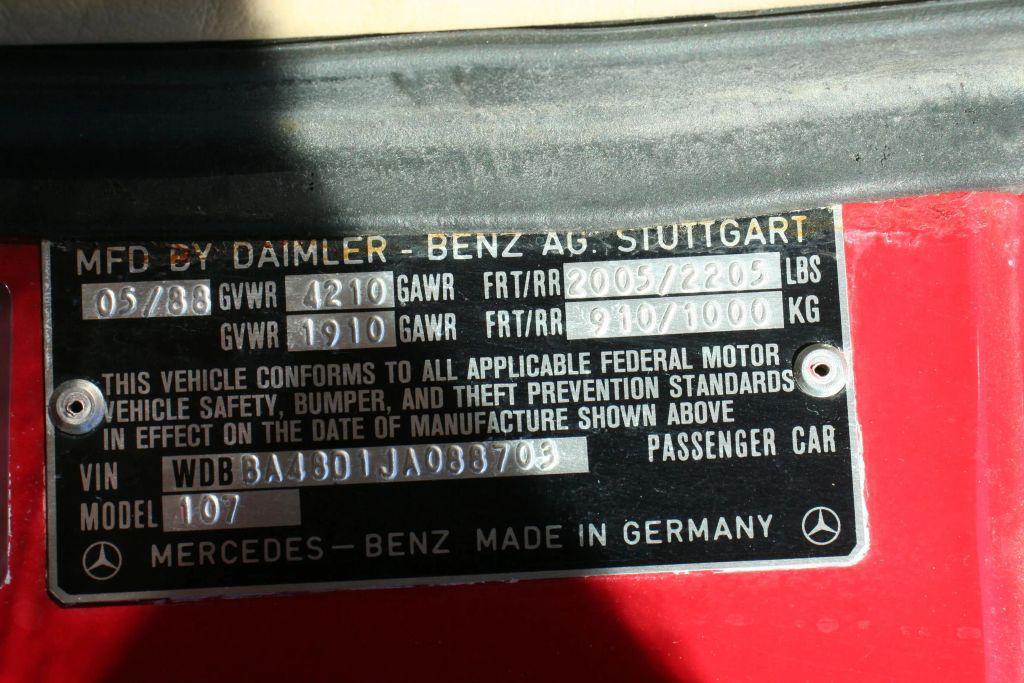 MFD BY DAIMLER - BENZ AG. STUTTGART
05/88 GVWR 4210 GAWR FRT/RR 2005/2205 LBS
GVWR 1910 GAWR FRT/RR 910/1000 KG
THIS VEHICLE CONFORMS TO ALL APPLICABLE FEDERAL MOTOR
VEHICLE SAFETY, BUMPER, AND THEFT PREVENTION STANDARDS
IN EFFECT ON THE DATE OF MANUFACTURE SHOWN ABOVE
PASSENGER CAR
VIN WDBBA48D1JA088703
MODEL 107
MERCEDES - BENZ MADE IN GERMANY